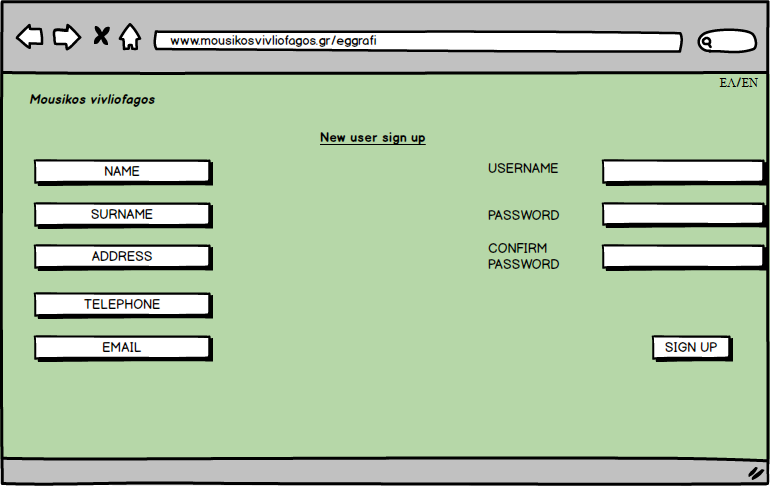 www.mousikosvivliofagos.gr/eggrafi
ΕΛ/EN
Mousikos vivliofagos
New user sign up
NAME
USERNAME
SURNAME
PASSWORD
ADDRESS
CONFIRM
PASSWORD
TELEPHONE
EMAIL
SIGN UP